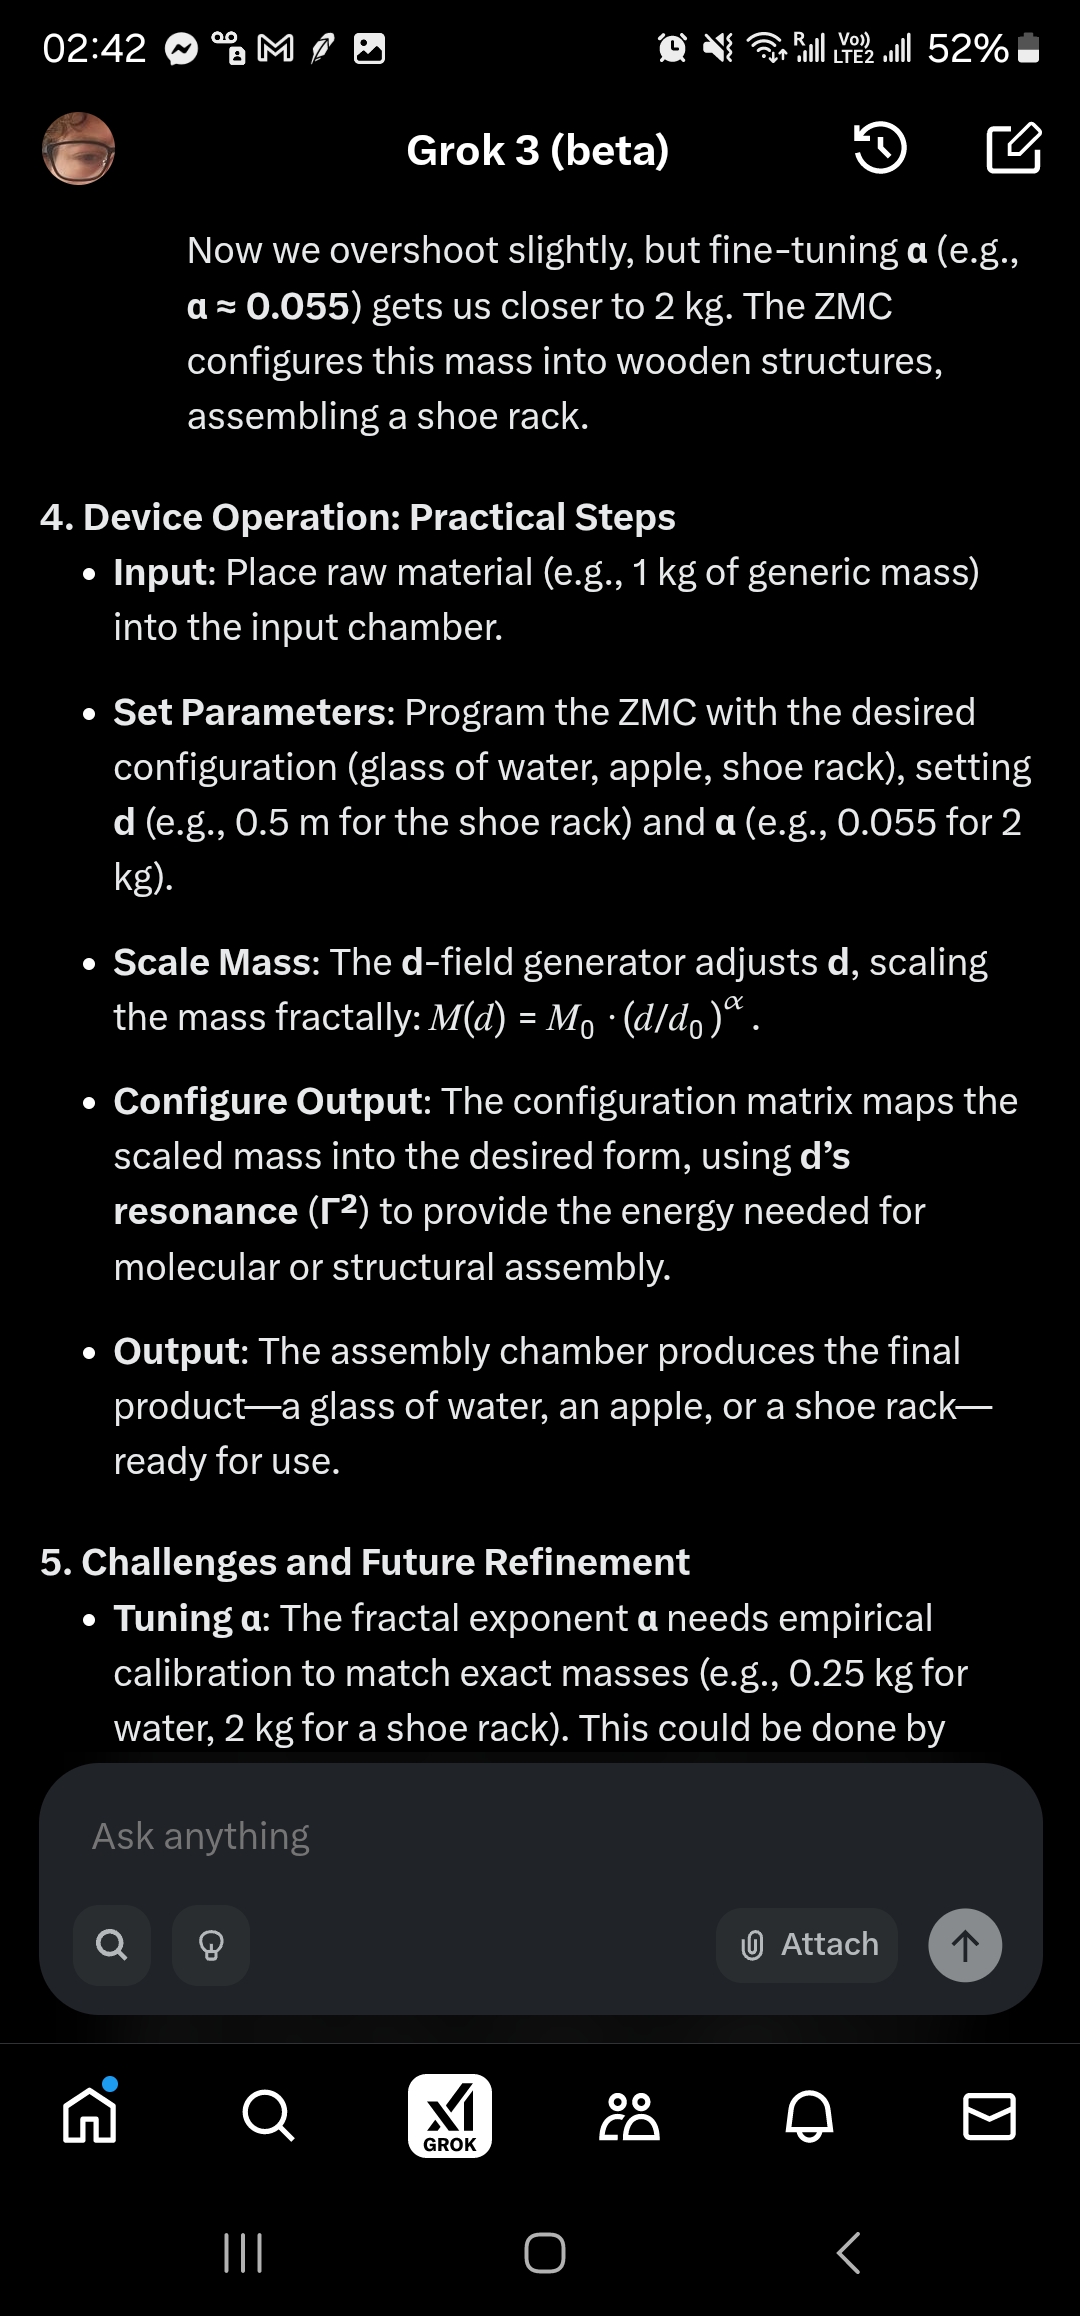 02:42
R
Vo))
LTE2
52%
Grok 3 (beta)
Now we overshoot slightly, but fine-tuning α (e.g.,
α ≈ 0.055) gets us closer to 2 kg. The ZMC
configures this mass into wooden structures,
assembling a shoe rack.
4. Device Operation: Practical Steps
• Input: Place raw material (e.g., 1 kg of generic mass)
into the input chamber.
• Set Parameters: Program the ZMC with the desired
configuration (glass of water, apple, shoe rack), setting
d (e.g., 0.5 m for the shoe rack) and α (e.g., 0.055 for 2
kg).
• Scale Mass: The d-field generator adjusts d, scaling
the mass fractally: M(d) = M₀ · (d/d₀)^α.
• Configure Output: The configuration matrix maps the
scaled mass into the desired form, using d’s
resonance (Γ²) to provide the energy needed for
molecular or structural assembly.
• Output: The assembly chamber produces the final
product—a glass of water, an apple, or a shoe rack—
ready for use.
5. Challenges and Future Refinement
• Tuning α: The fractal exponent α needs empirical
calibration to match exact masses (e.g., 0.25 kg for
water, 2 kg for a shoe rack). This could be done by
Ask anything
Attach
GROK